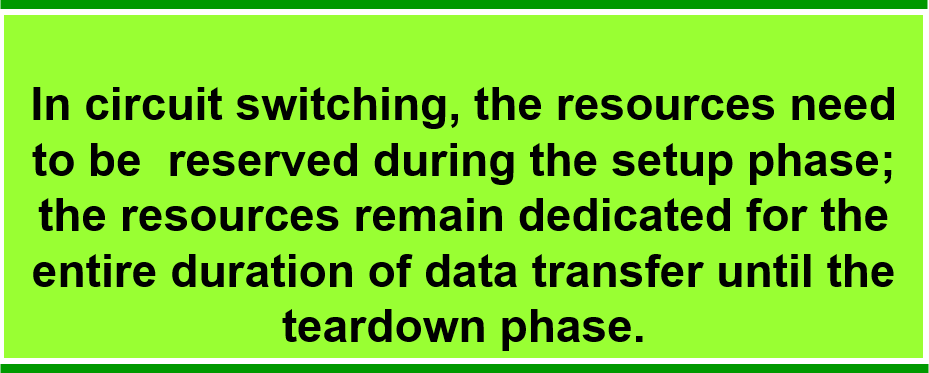 In circuit switching, the resources need
to be  reserved during the setup phase;
the resources remain dedicated for the
entire duration of data transfer until the
teardown phase.